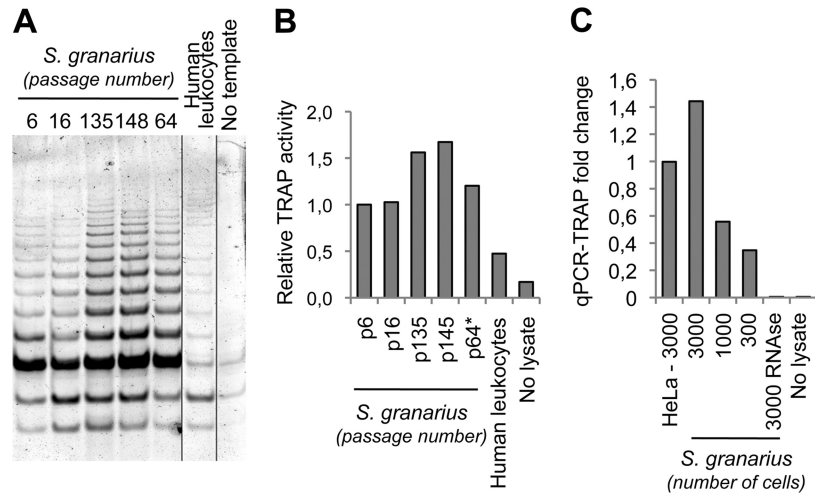 A
S. granarius
(passage number)
Human
leukocytes
No template
6 16 135 148 64
B
Relative TRAP activity
2,0
1,5
1,0
0,5
0,0
p6
p16
p135
p145
p64*
Human leukocytes
No lysate
S. granarius
(passage number)
C
qPCR-TRAP fold change
1,6
1,4
1,2
1
0,8
0,6
0,4
0,2
0
HeLa - 3000
3000
1000
300
3000 RNAse
No lysate
S. granarius
(number of cells)